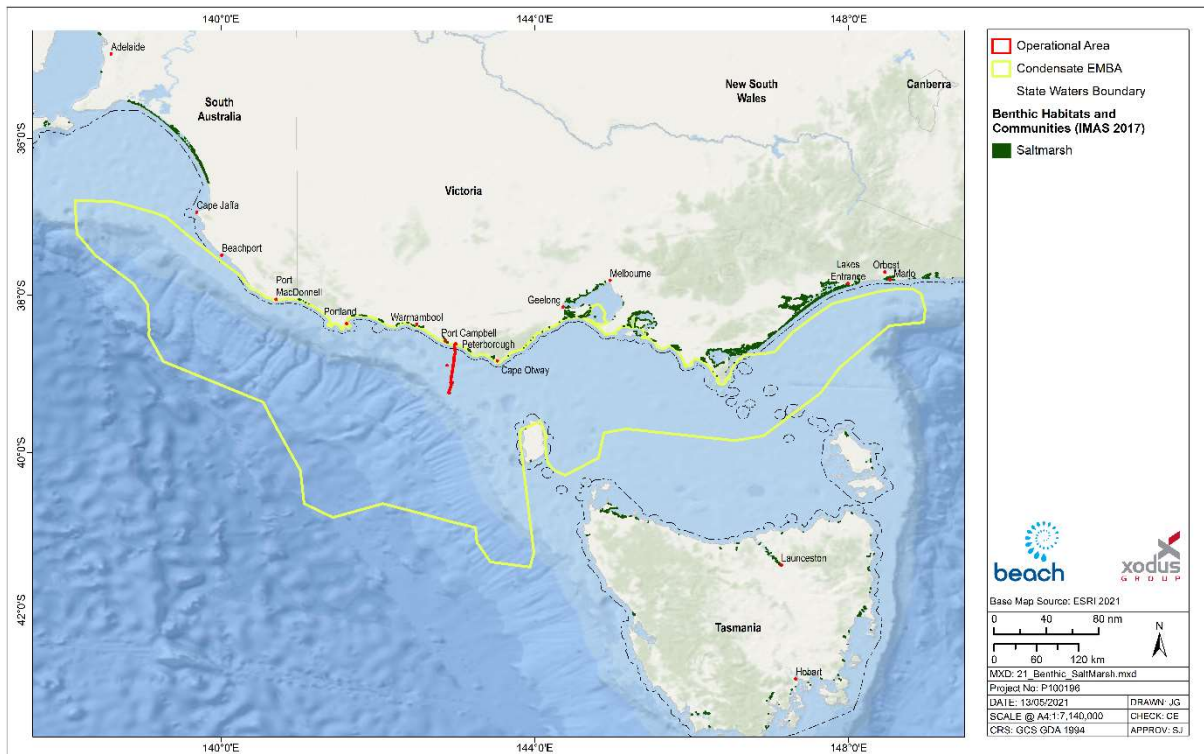 140°0'E
144°0'E
148°0'E
36°0'S
38°0'S
40°0'S
42°0'S
Adelaide
South
Australia
New South
Wales
Canberra
Victoria
Cape Jaffa
Beachport
Port
MacDonnell
Portland
Warrnambool
Port Campbell
Peterborough
Cape Otway
Geelong
Melbourne
Lakes
Entrance
Orbost
Marlo
Launceston
Tasmania
Hobart
140°0'E
144°0'E
148°0'E
Operational Area
Condensate EMBA
State Waters Boundary
Benthic Habitats and
Communities (IMAS 2017)
Saltmarsh
beach
xodus
GROUP
Base Map Source: ESRI 2021
0 40 80 nm
N
0 60 120 km
MXD: 21_Benthic_SaltMarsh.mxd
Project No: P100196
DATE: 13/05/2021 DRAWN: JG
SCALE @ A4:1:7,140,000 CHECK: CE
CRS: GCS GDA 1994 APPROV: SJ